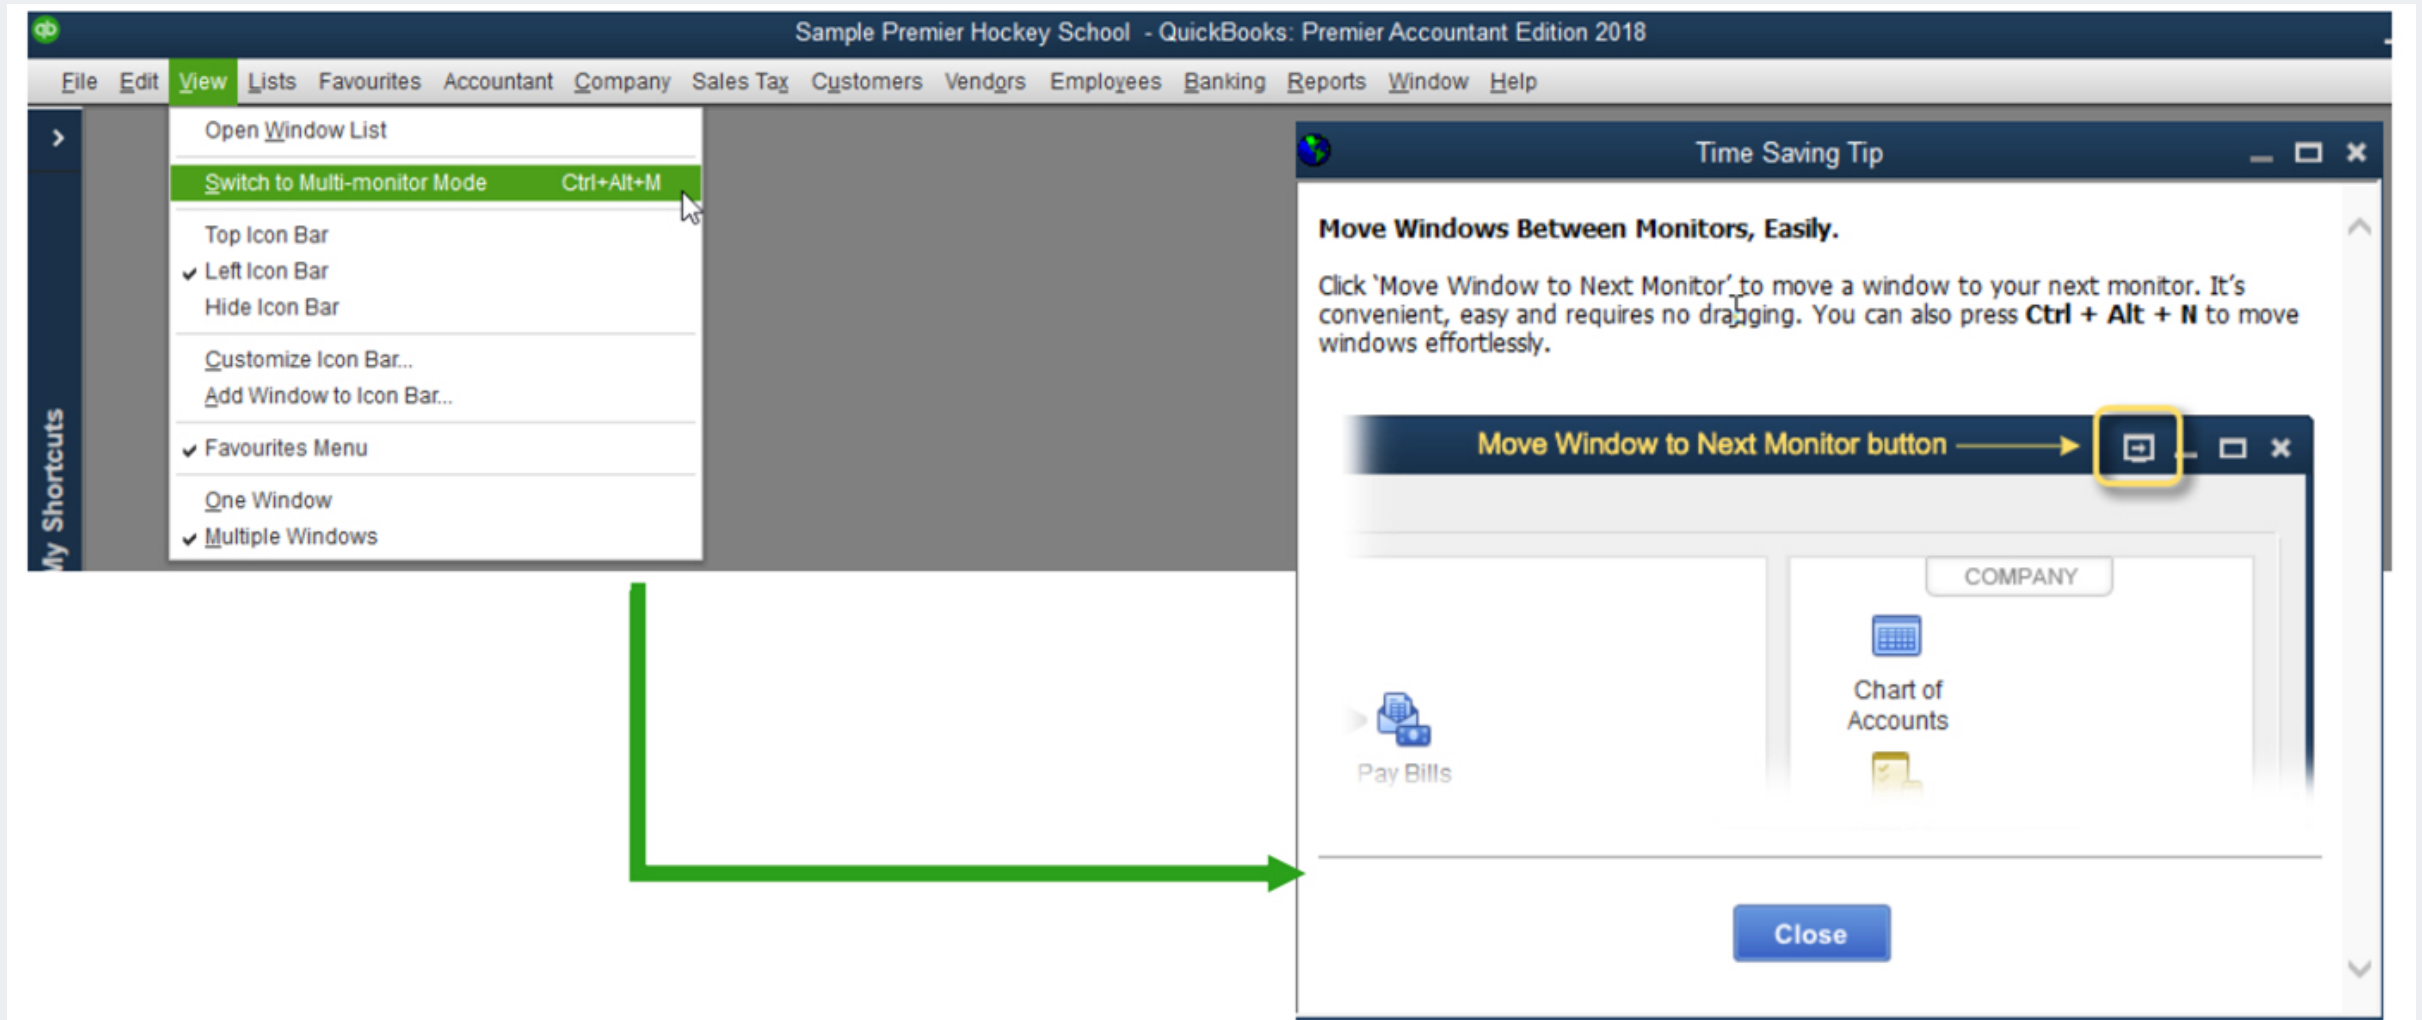 qb
Sample Premier Hockey School - QuickBooks: Premier Accountant Edition 2018
File Edit View Lists Favourites Accountant Company Sales Tax Customers Vendors Employees Banking Reports Window Help
Open Window List
Switch to Multi-monitor Mode Ctrl+Alt+M
Top Icon Bar
Left Icon Bar
Hide Icon Bar
Customize Icon Bar...
Add Window to Icon Bar...
Favourites Menu
One Window
Multiple Windows
My Shortcuts
Time Saving Tip
Move Windows Between Monitors, Easily.
Click ‘Move Window to Next Monitor’ to move a window to your next monitor. It’s
convenient, easy and requires no dragging. You can also press Ctrl + Alt + N to move
windows effortlessly.
Move Window to Next Monitor button
COMPANY
Chart of
Accounts
Pay Bills
Close